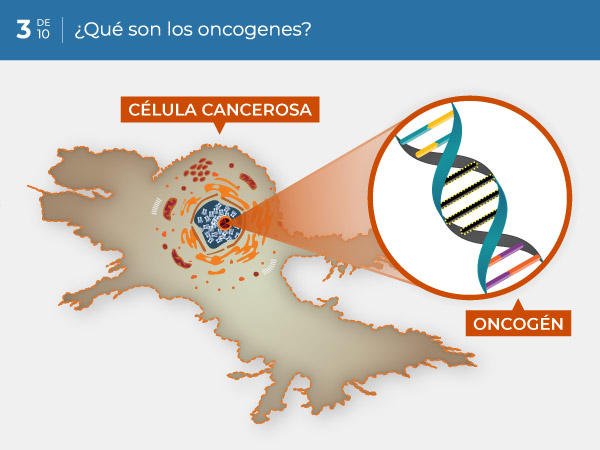 3 DE 10 ¿Qué son los oncogenes?
CÉLULA CANCEROSA
ONCOGÉN